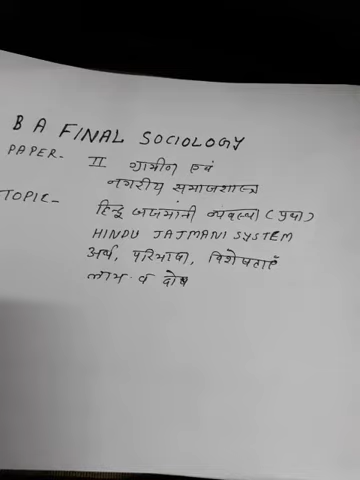 B A FINAL SOCIOLOGY
PAPER- II ग्रामीन एवं
नगरीय समाजशास्त्र
TOPIC- हिन्दू जजमानी व्यवस्था (प्रथा)
HINDU JAJMANI SYSTEM
अर्थ, परिभाषा, विशेषताएँ
लाभ व दोष